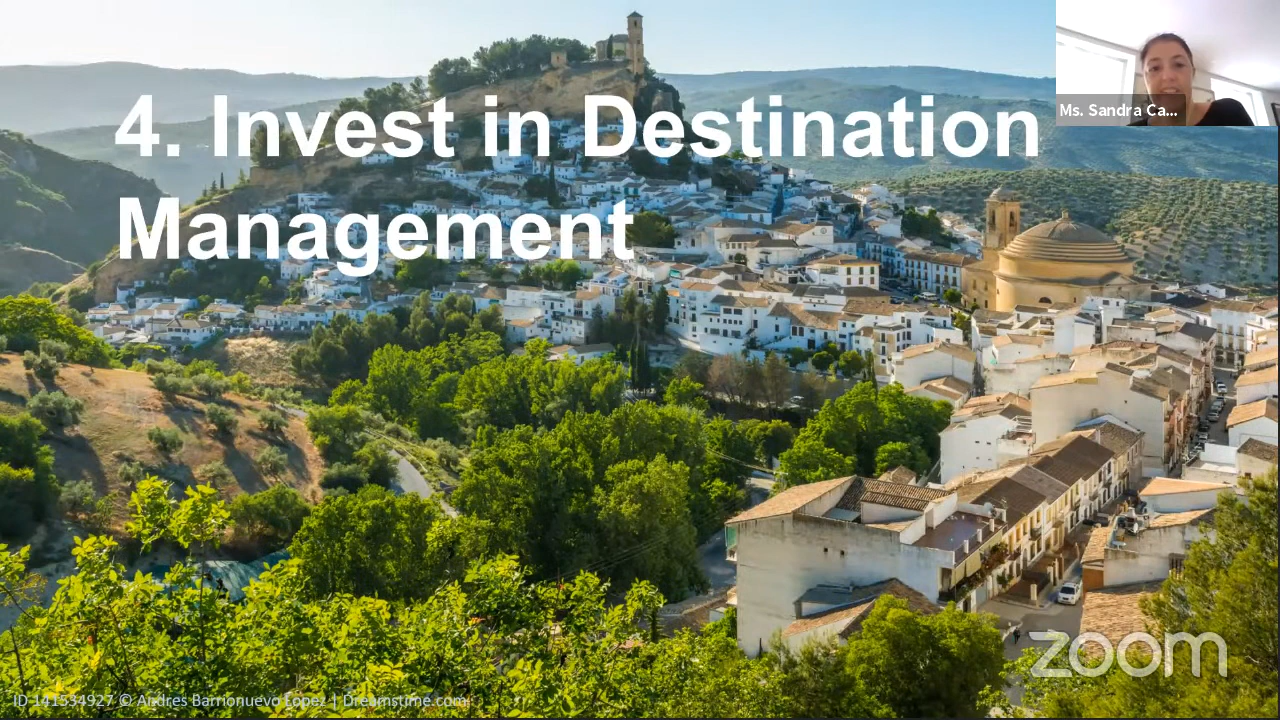 4. Invest in Destination
Management
Ms. Sandra Ca...
zoom
ID 141534927 © Andres Barrionuevo Lopez | Dreamstime.com